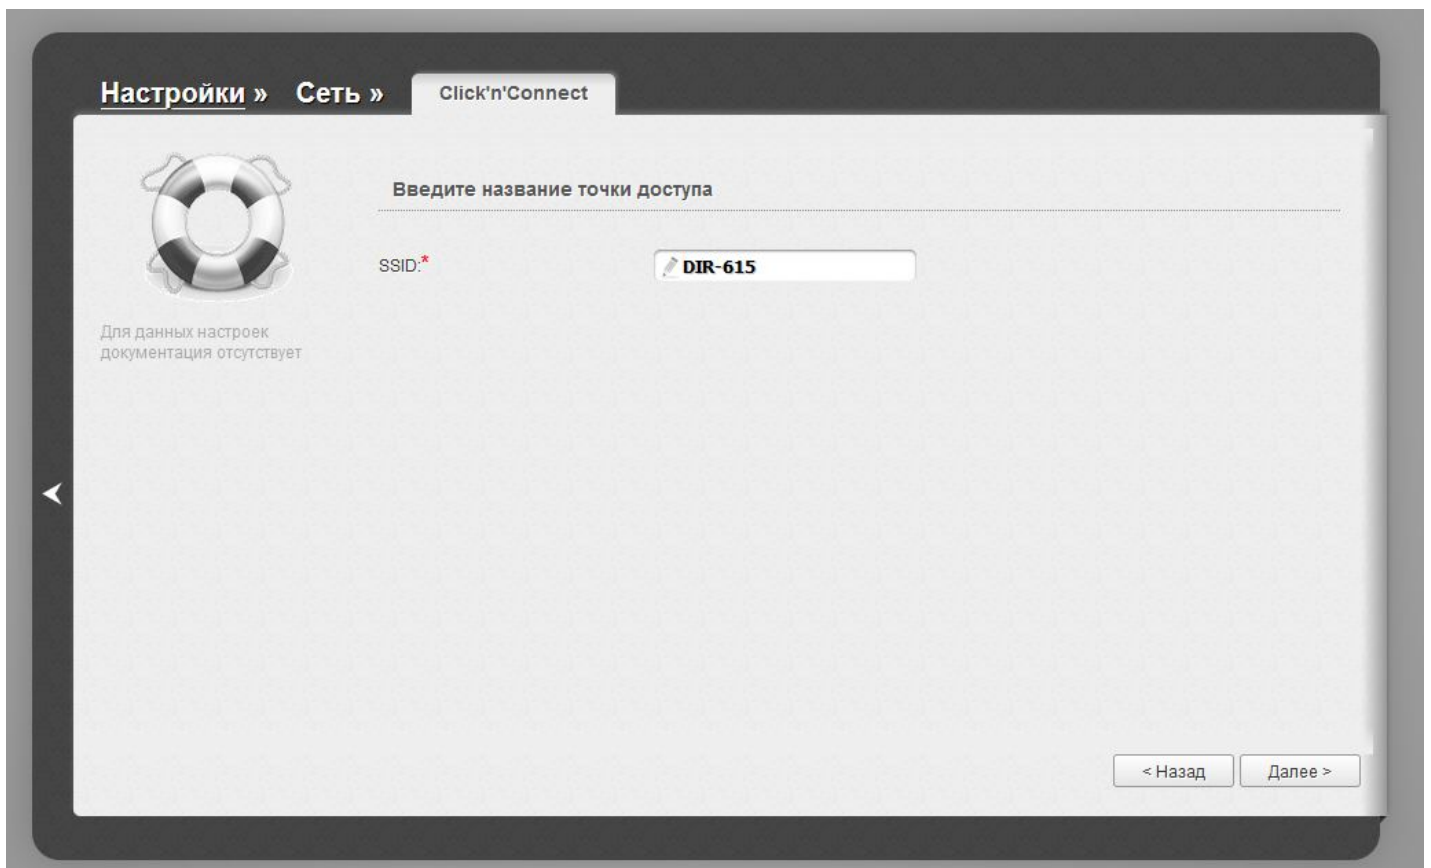 Настройки » Сеть » Click'n'Connect
Введите название точки доступа
SSID:* DIR-615
Для данных настроек
документация отсутствует
< Назад Далее >